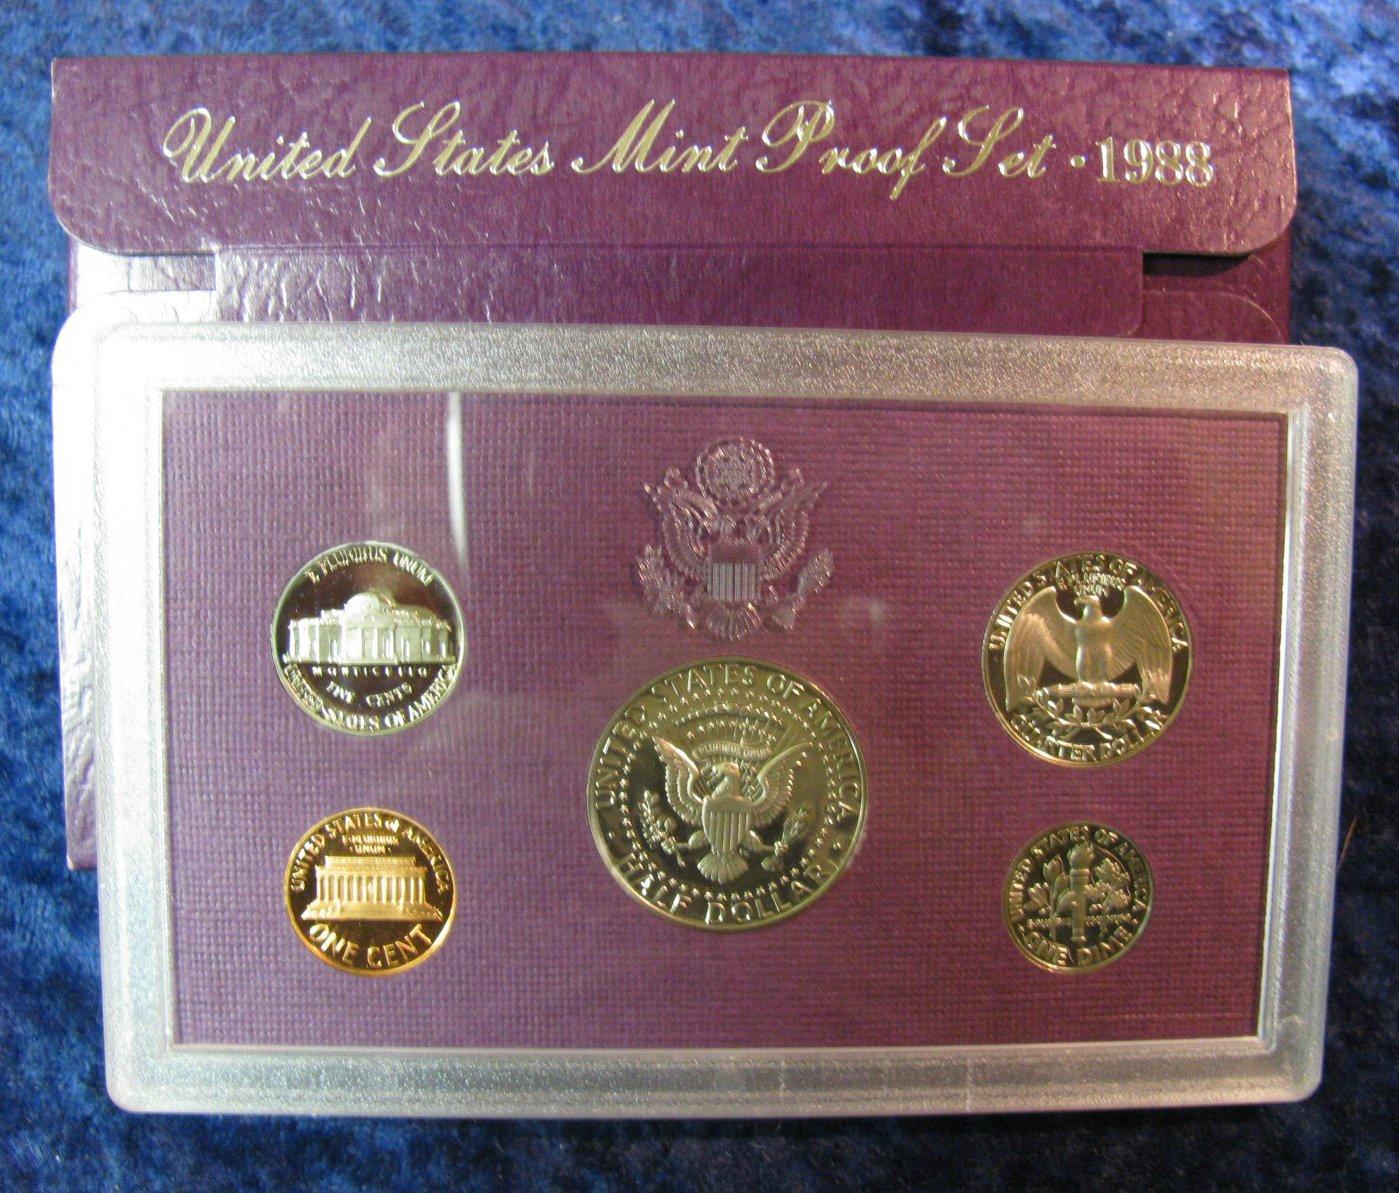 United States Mint Proof Set · 1988
E PLURIBUS UNUM
MONTICELLO
FIVE CENTS
UNITED STATES OF AMERICA
UNITED STATES OF AMERICA
E PLURIBUS
UNUM
QUARTER DOLLAR
UNITED STATES OF AMERICA
E PLURIBUS UNUM
HALF DOLLAR
UNITED STATES OF AMERICA
E·PLURIBUS
UNUM·
ONE CENT
UNITED STATES OF AMERICA
ONE DIME